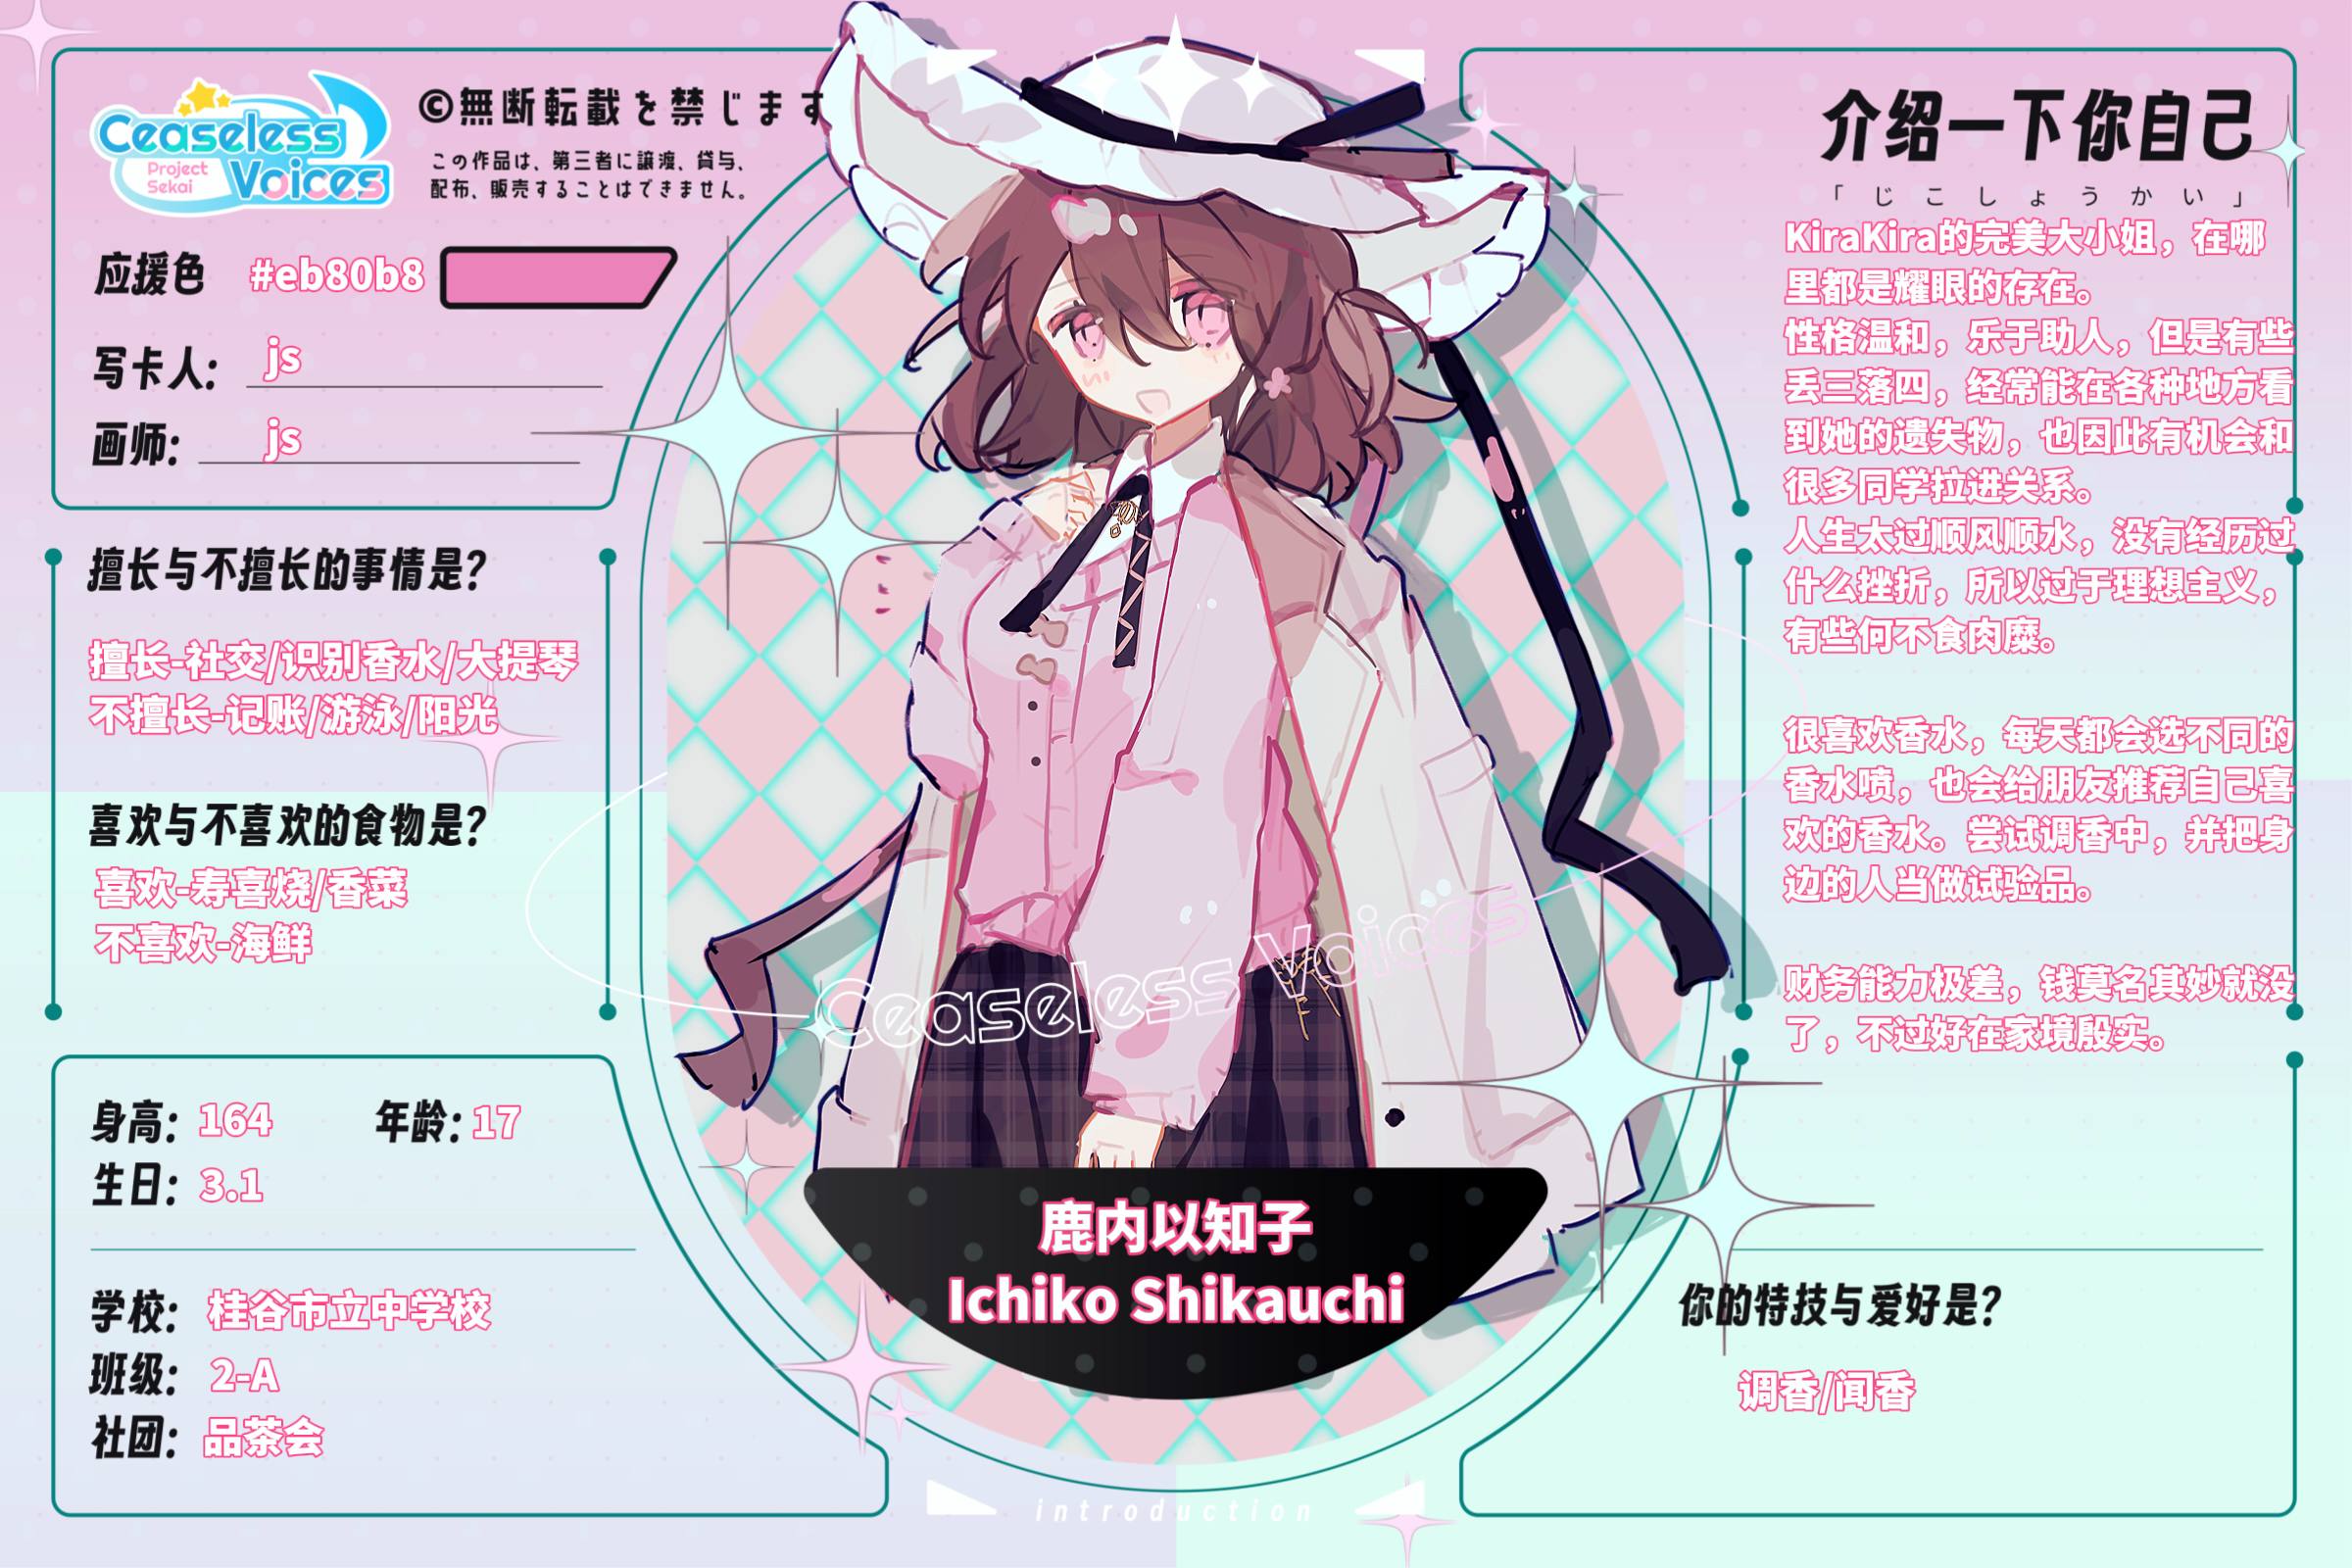 Ceaseless
Project
Sekai
Voices
©無断転載を禁じます
この作品は、第三者に譲渡、貸与、
配布、販売することはできません。
应援色 #eb80b8
写卡人: js
画师: js
擅长与不擅长的事情是?
擅长-社交/识别香水/大提琴
不擅长-记账/游泳/阳光
喜欢与不喜欢的食物是?
喜欢-寿喜烧/香菜
不喜欢-海鲜
身高: 164 年龄: 17
生日: 3.1
学校: 桂谷市立中学校
班级: 2-A
社团: 品茶会
Ceaseless Voices
鹿内以知子
Ichiko Shikauchi
introduction
介绍一下你自己
「じこしょうかい」
KiraKira的完美大小姐，在哪
里都是耀眼的存在。
性格温和，乐于助人，但是有些
丢三落四，经常能在各种地方看
到她的遗失物，也因此有机会和
很多同学拉进关系。
人生太过顺风顺水，没有经历过
什么挫折，所以过于理想主义，
有些何不食肉糜。
很喜欢香水，每天都会选不同的
香水喷，也会给朋友推荐自己喜
欢的香水。尝试调香中，并把身
边的人当做试验品。
财务能力极差，钱莫名其妙就没
了，不过好在家境殷实。
你的特技与爱好是?
调香/闻香